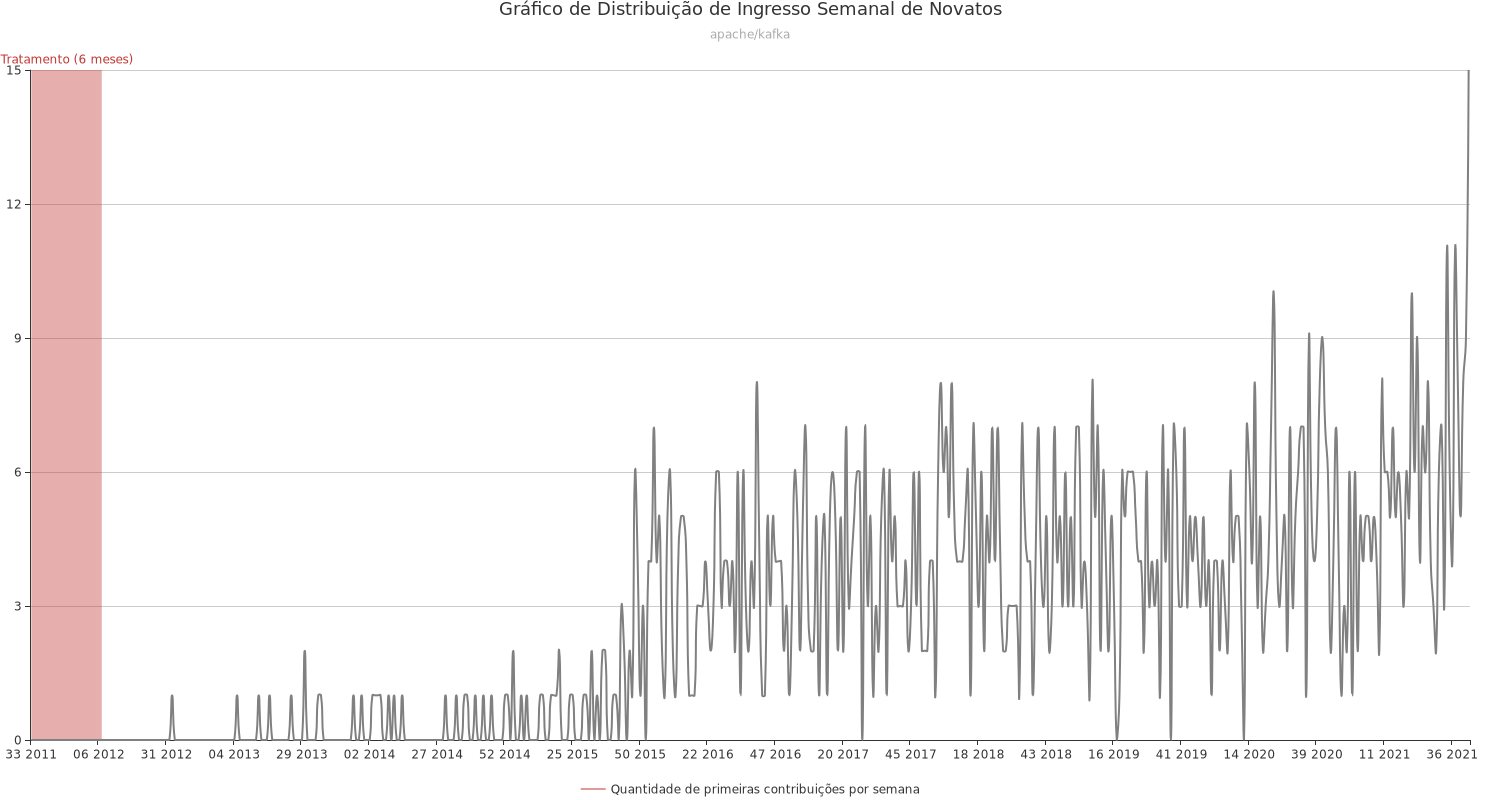 Gráfico de Distribuição de Ingresso Semanal de Novatos
apache/kafka
Tratamento (6 meses)
15
12
9
6
3
0
33 2011 06 2012 31 2012 04 2013 29 2013 02 2014 27 2014 52 2014 25 2015 50 2015 22 2016 47 2016 20 2017 45 2017 18 2018 43 2018 16 2019 41 2019 14 2020 39 2020 11 2021 36 2021
Quantidade de primeiras contribuições por semana